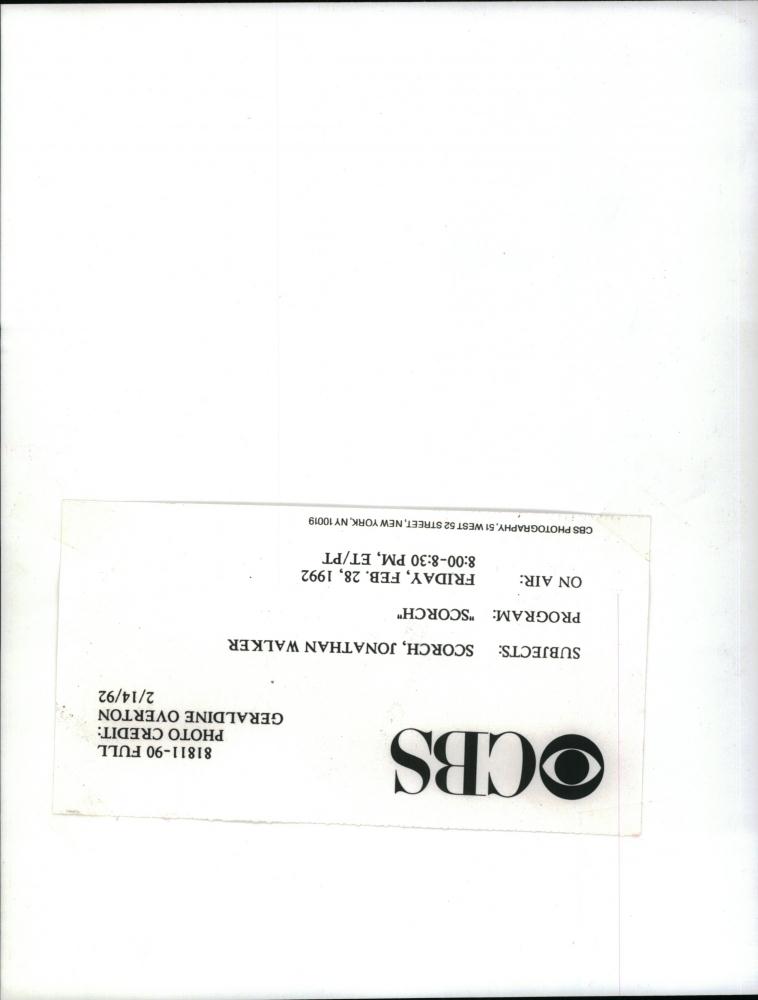 CBS
81811-90 FULL
PHOTO CREDIT:
GERALDINE OVERTON
2/14/92
SUBJECTS: SCORCH, JONATHAN WALKER
PROGRAM: "SCORCH"
ON AIR: FRIDAY, FEB. 28, 1992
8:00-8:30 PM, ET/PT
CBS PHOTOGRAPHY, 51 WEST 52 STREET, NEW YORK, NY 10019